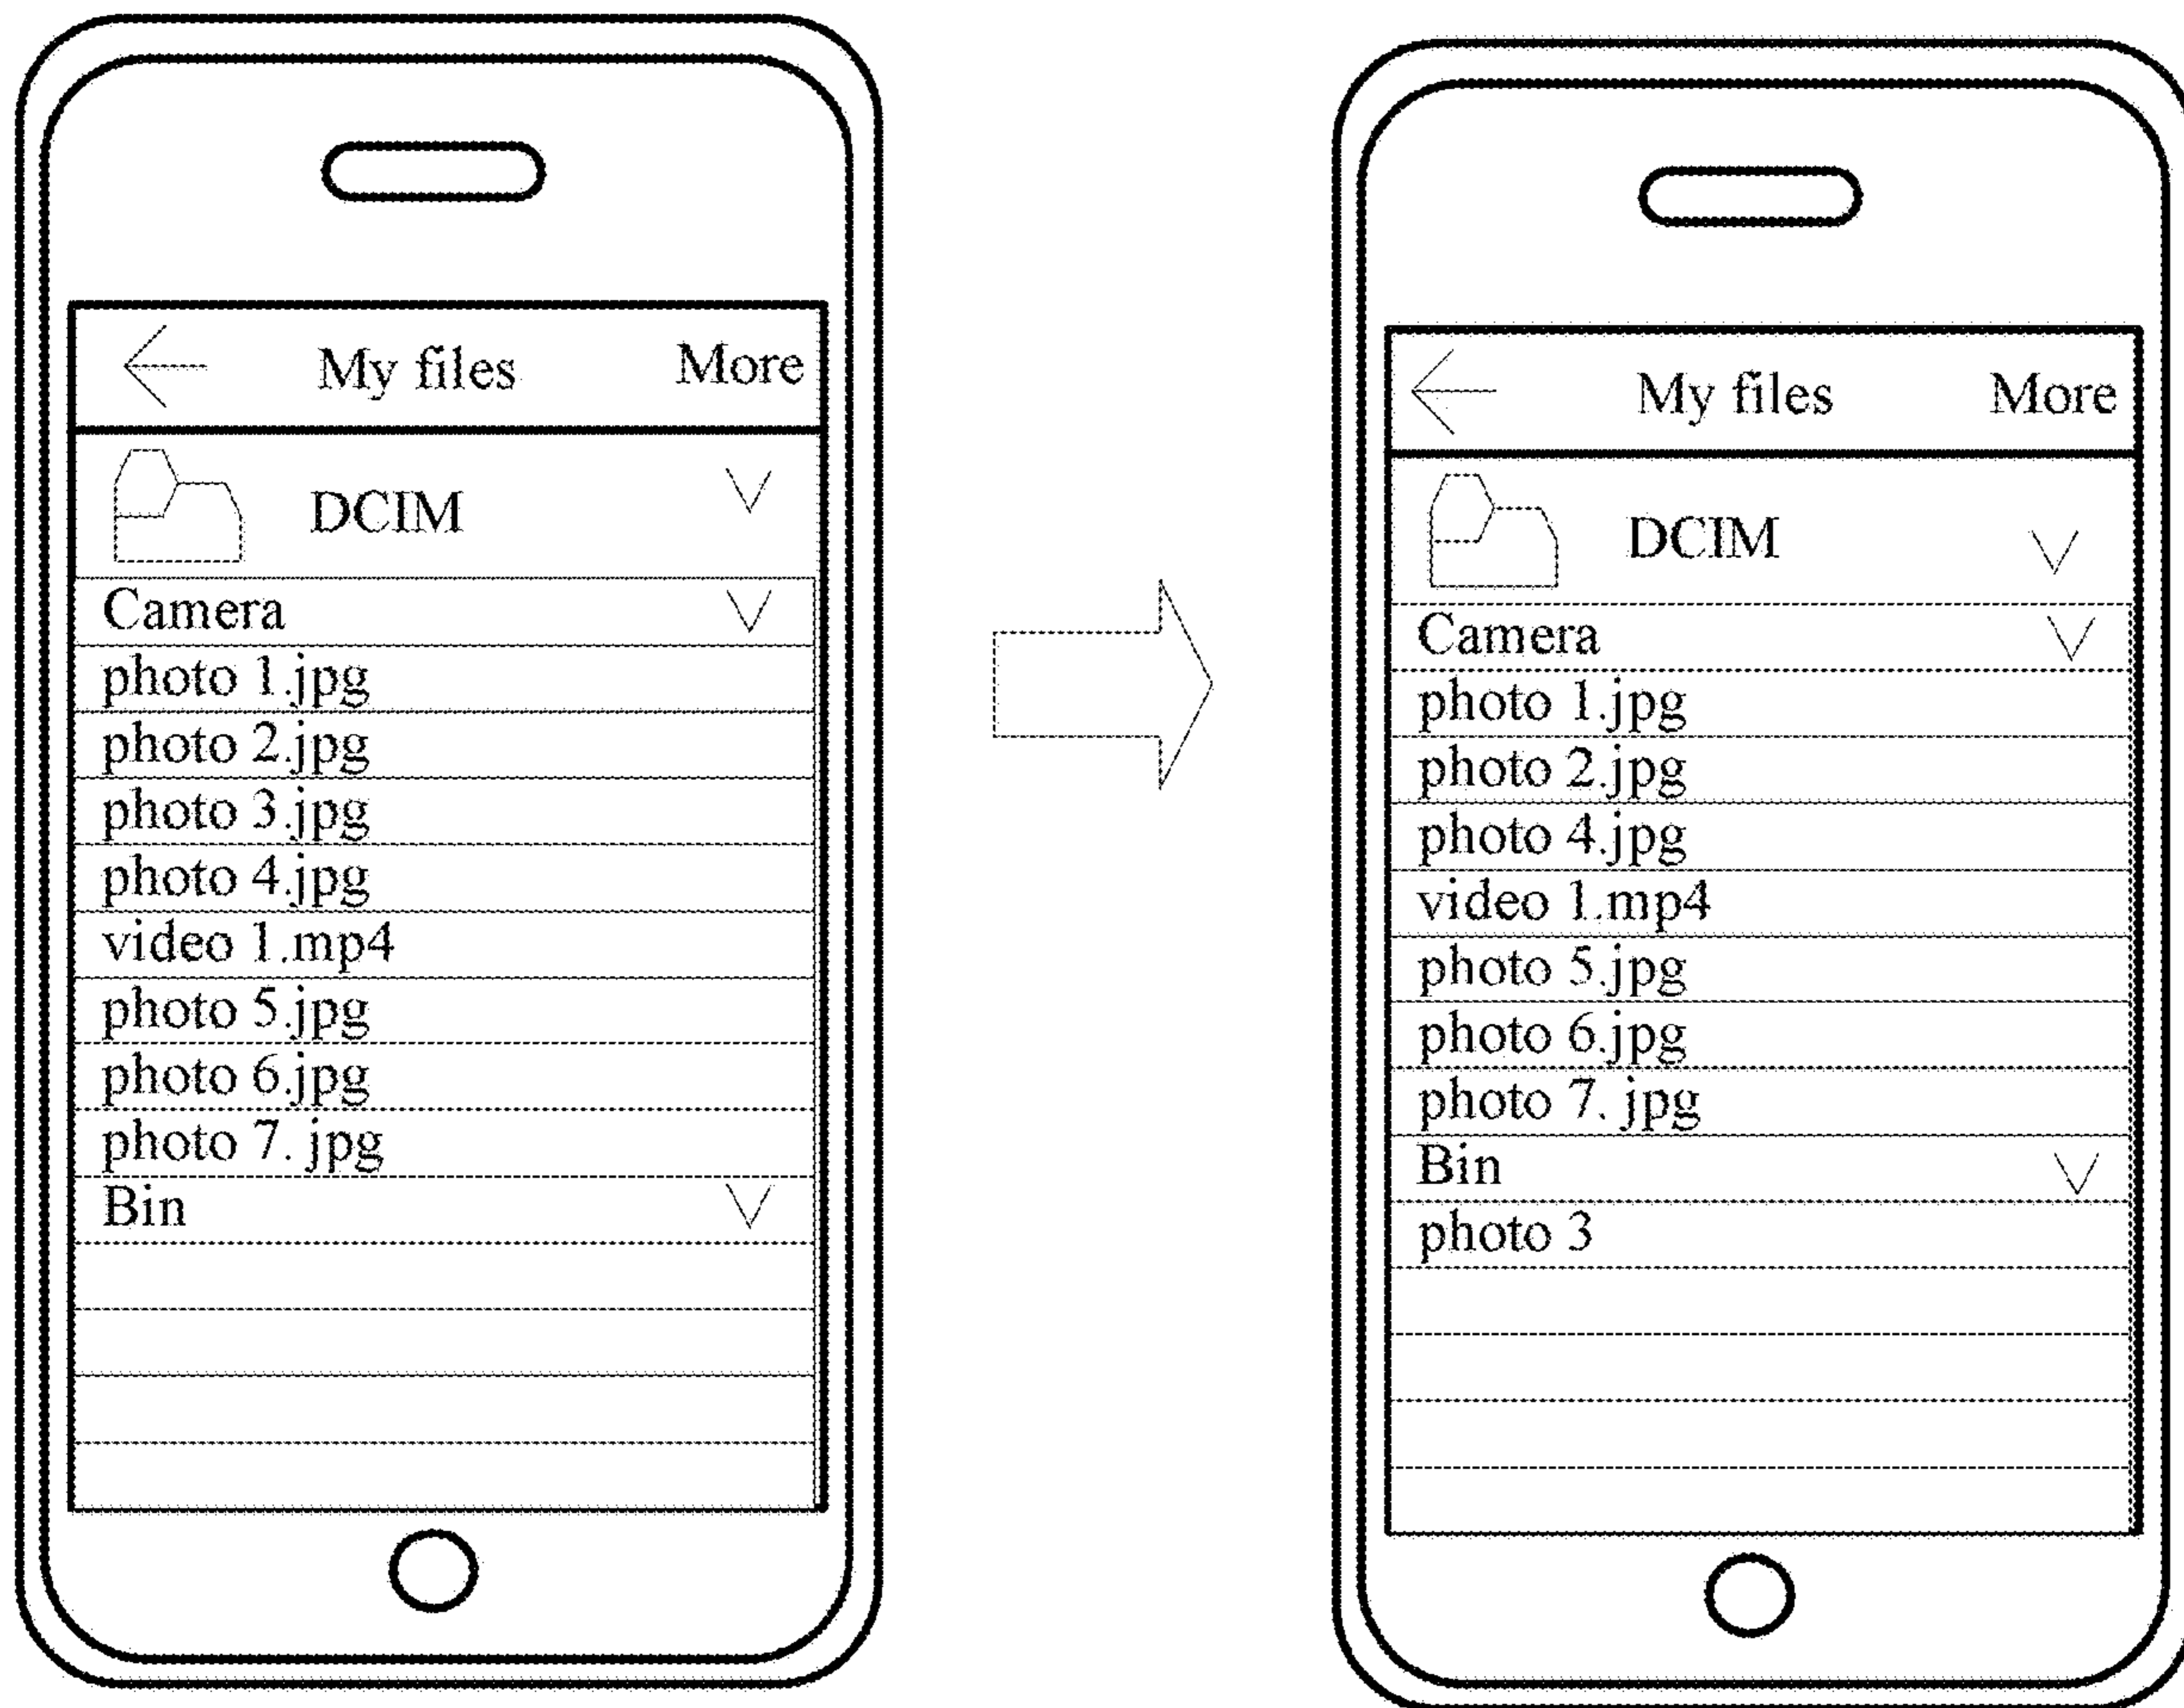 My files More
DCIM
Camera
photo 1.jpg
photo 2.jpg
photo 3.jpg
photo 4.jpg
video 1.mp4
photo 5.jpg
photo 6.jpg
photo 7. jpg
Bin
My files More
DCIM
Camera
photo 1.jpg
photo 2.jpg
photo 4.jpg
video 1.mp4
photo 5.jpg
photo 6.jpg
photo 7. jpg
Bin
photo 3